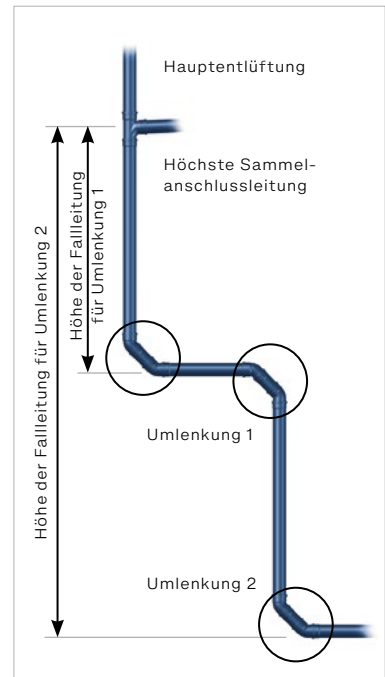 Hauptentlüftung
Höchste Sammel-
anschlussleitung
Höhe der Fallleitung
für Umlenkung 1
Höhe der Fallleitung für Umlenkung 2
Umlenkung 1
Umlenkung 2